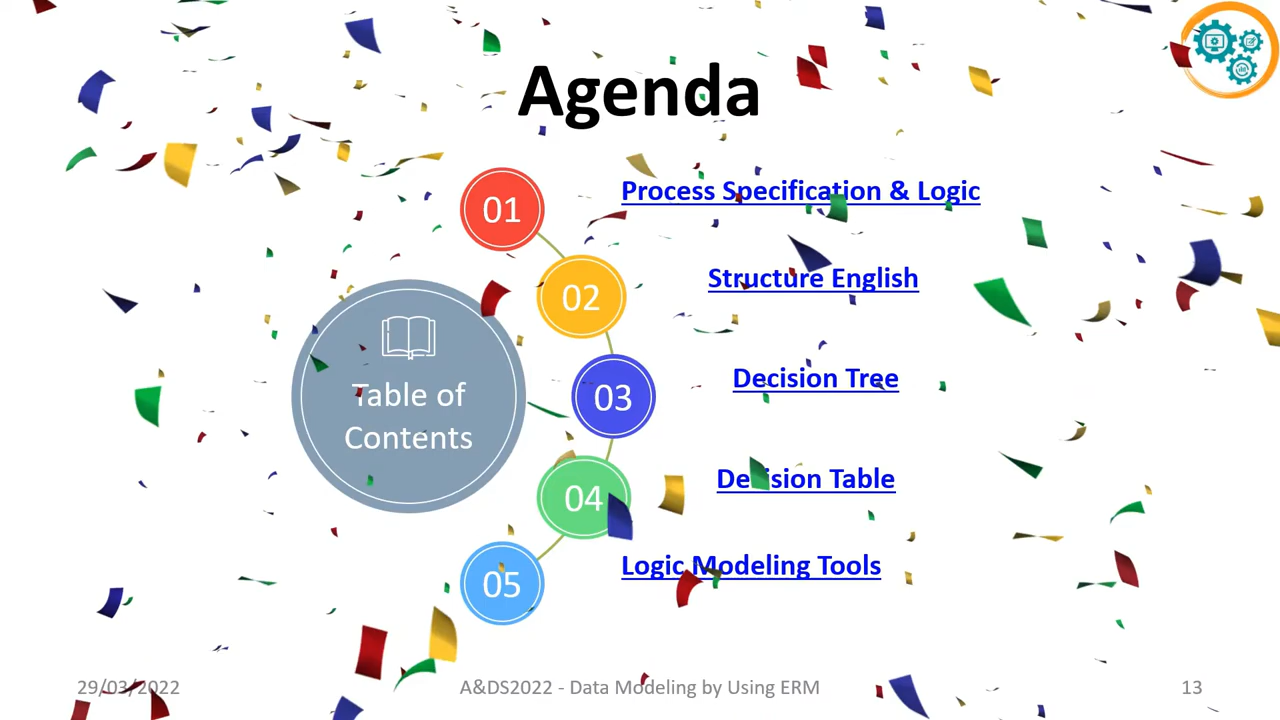 Agenda
01
Process Specification & Logic
02
Structure English
03
Decision Tree
Table of
Contents
04
Decision Table
05
Logic Modeling Tools
29/03/2022
A&DS2022 - Data Modeling by Using ERM
13